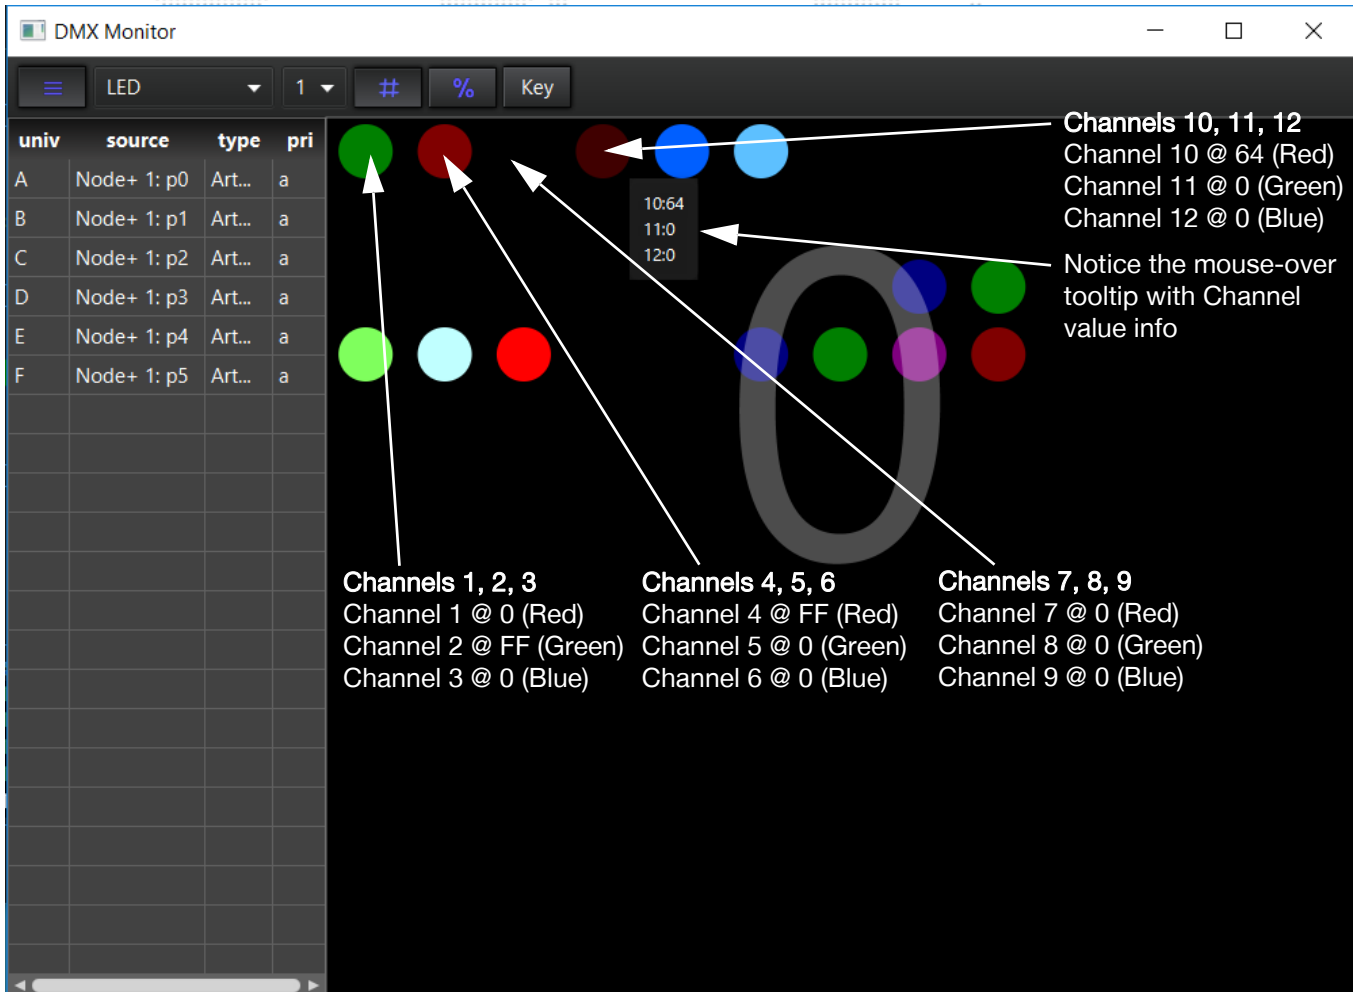 DMX Monitor
LED 1 # % Key
univ source type pri
A Node+ 1: p0 Art... a
B Node+ 1: p1 Art... a
C Node+ 1: p2 Art... a
D Node+ 1: p3 Art... a
E Node+ 1: p4 Art... a
F Node+ 1: p5 Art... a
Channels 10, 11, 12
Channel 10 @ 64 (Red)
Channel 11 @ 0 (Green)
Channel 12 @ 0 (Blue)
10:64
11:0
12:0
Notice the mouse-over
tooltip with Channel
value info
0
Channels 1, 2, 3
Channel 1 @ 0 (Red)
Channel 2 @ FF (Green)
Channel 3 @ 0 (Blue)
Channels 4, 5, 6
Channel 4 @ FF (Red)
Channel 5 @ 0 (Green)
Channel 6 @ 0 (Blue)
Channels 7, 8, 9
Channel 7 @ 0 (Red)
Channel 8 @ 0 (Green)
Channel 9 @ 0 (Blue)